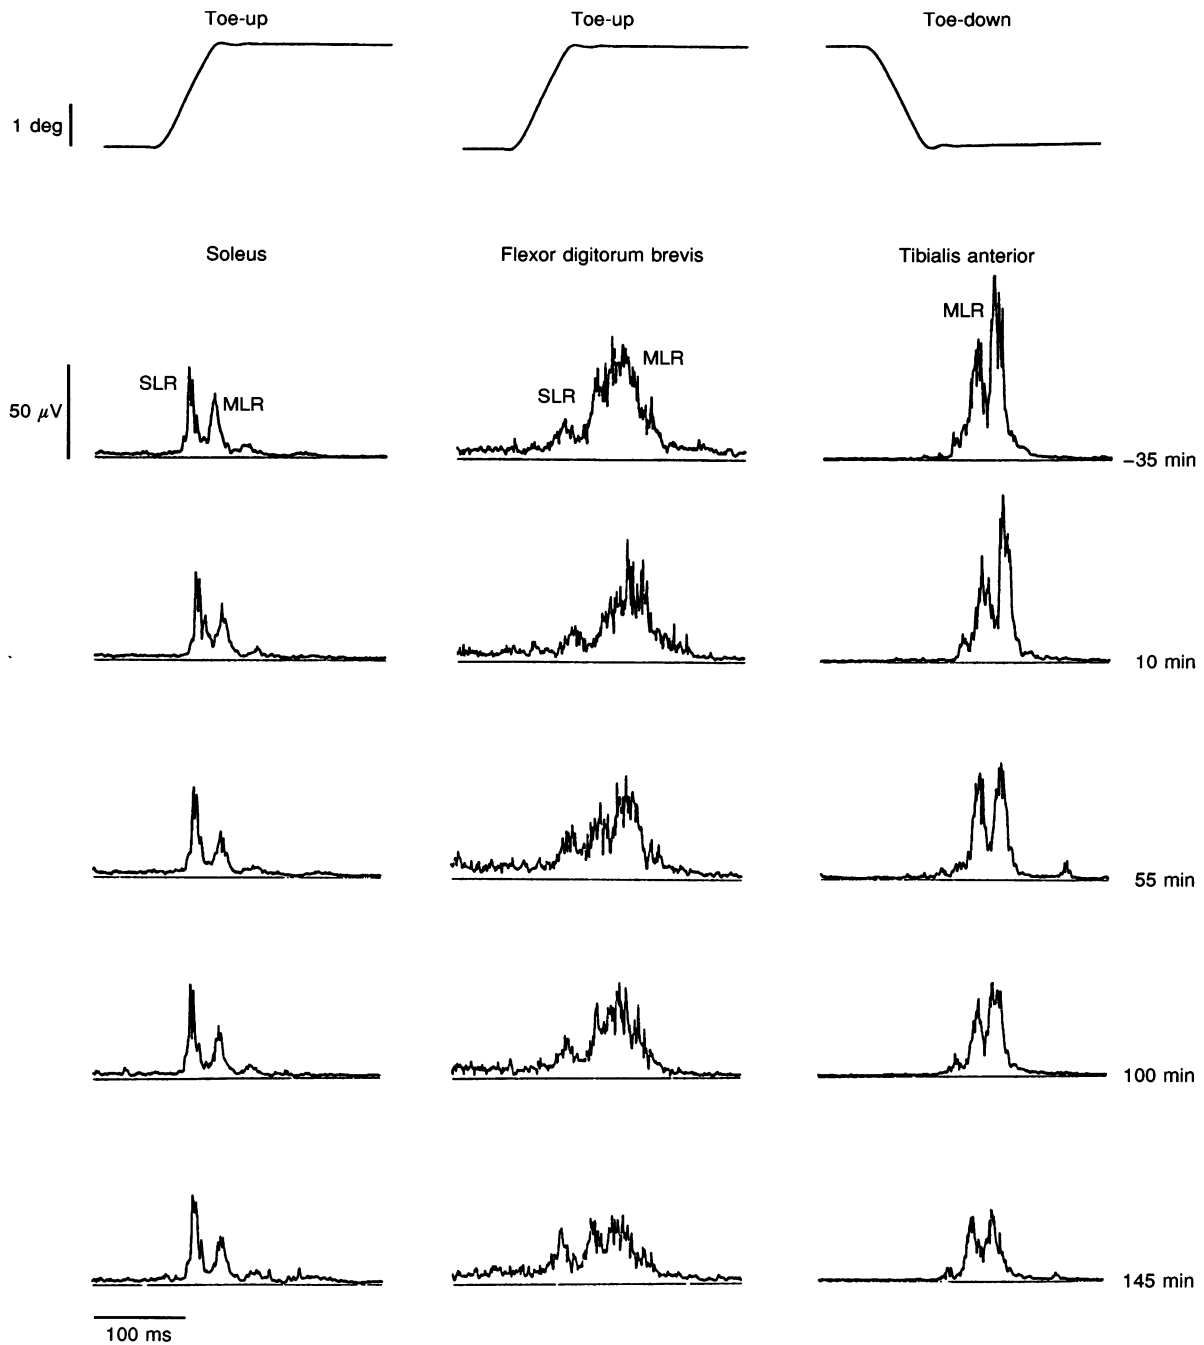 Toe-up
Toe-up
Toe-down
1 deg
Soleus
Flexor digitorum brevis
Tibialis anterior
MLR
SLR
MLR
SLR
MLR
50 μV
−35 min
10 min
55 min
100 min
145 min
100 ms